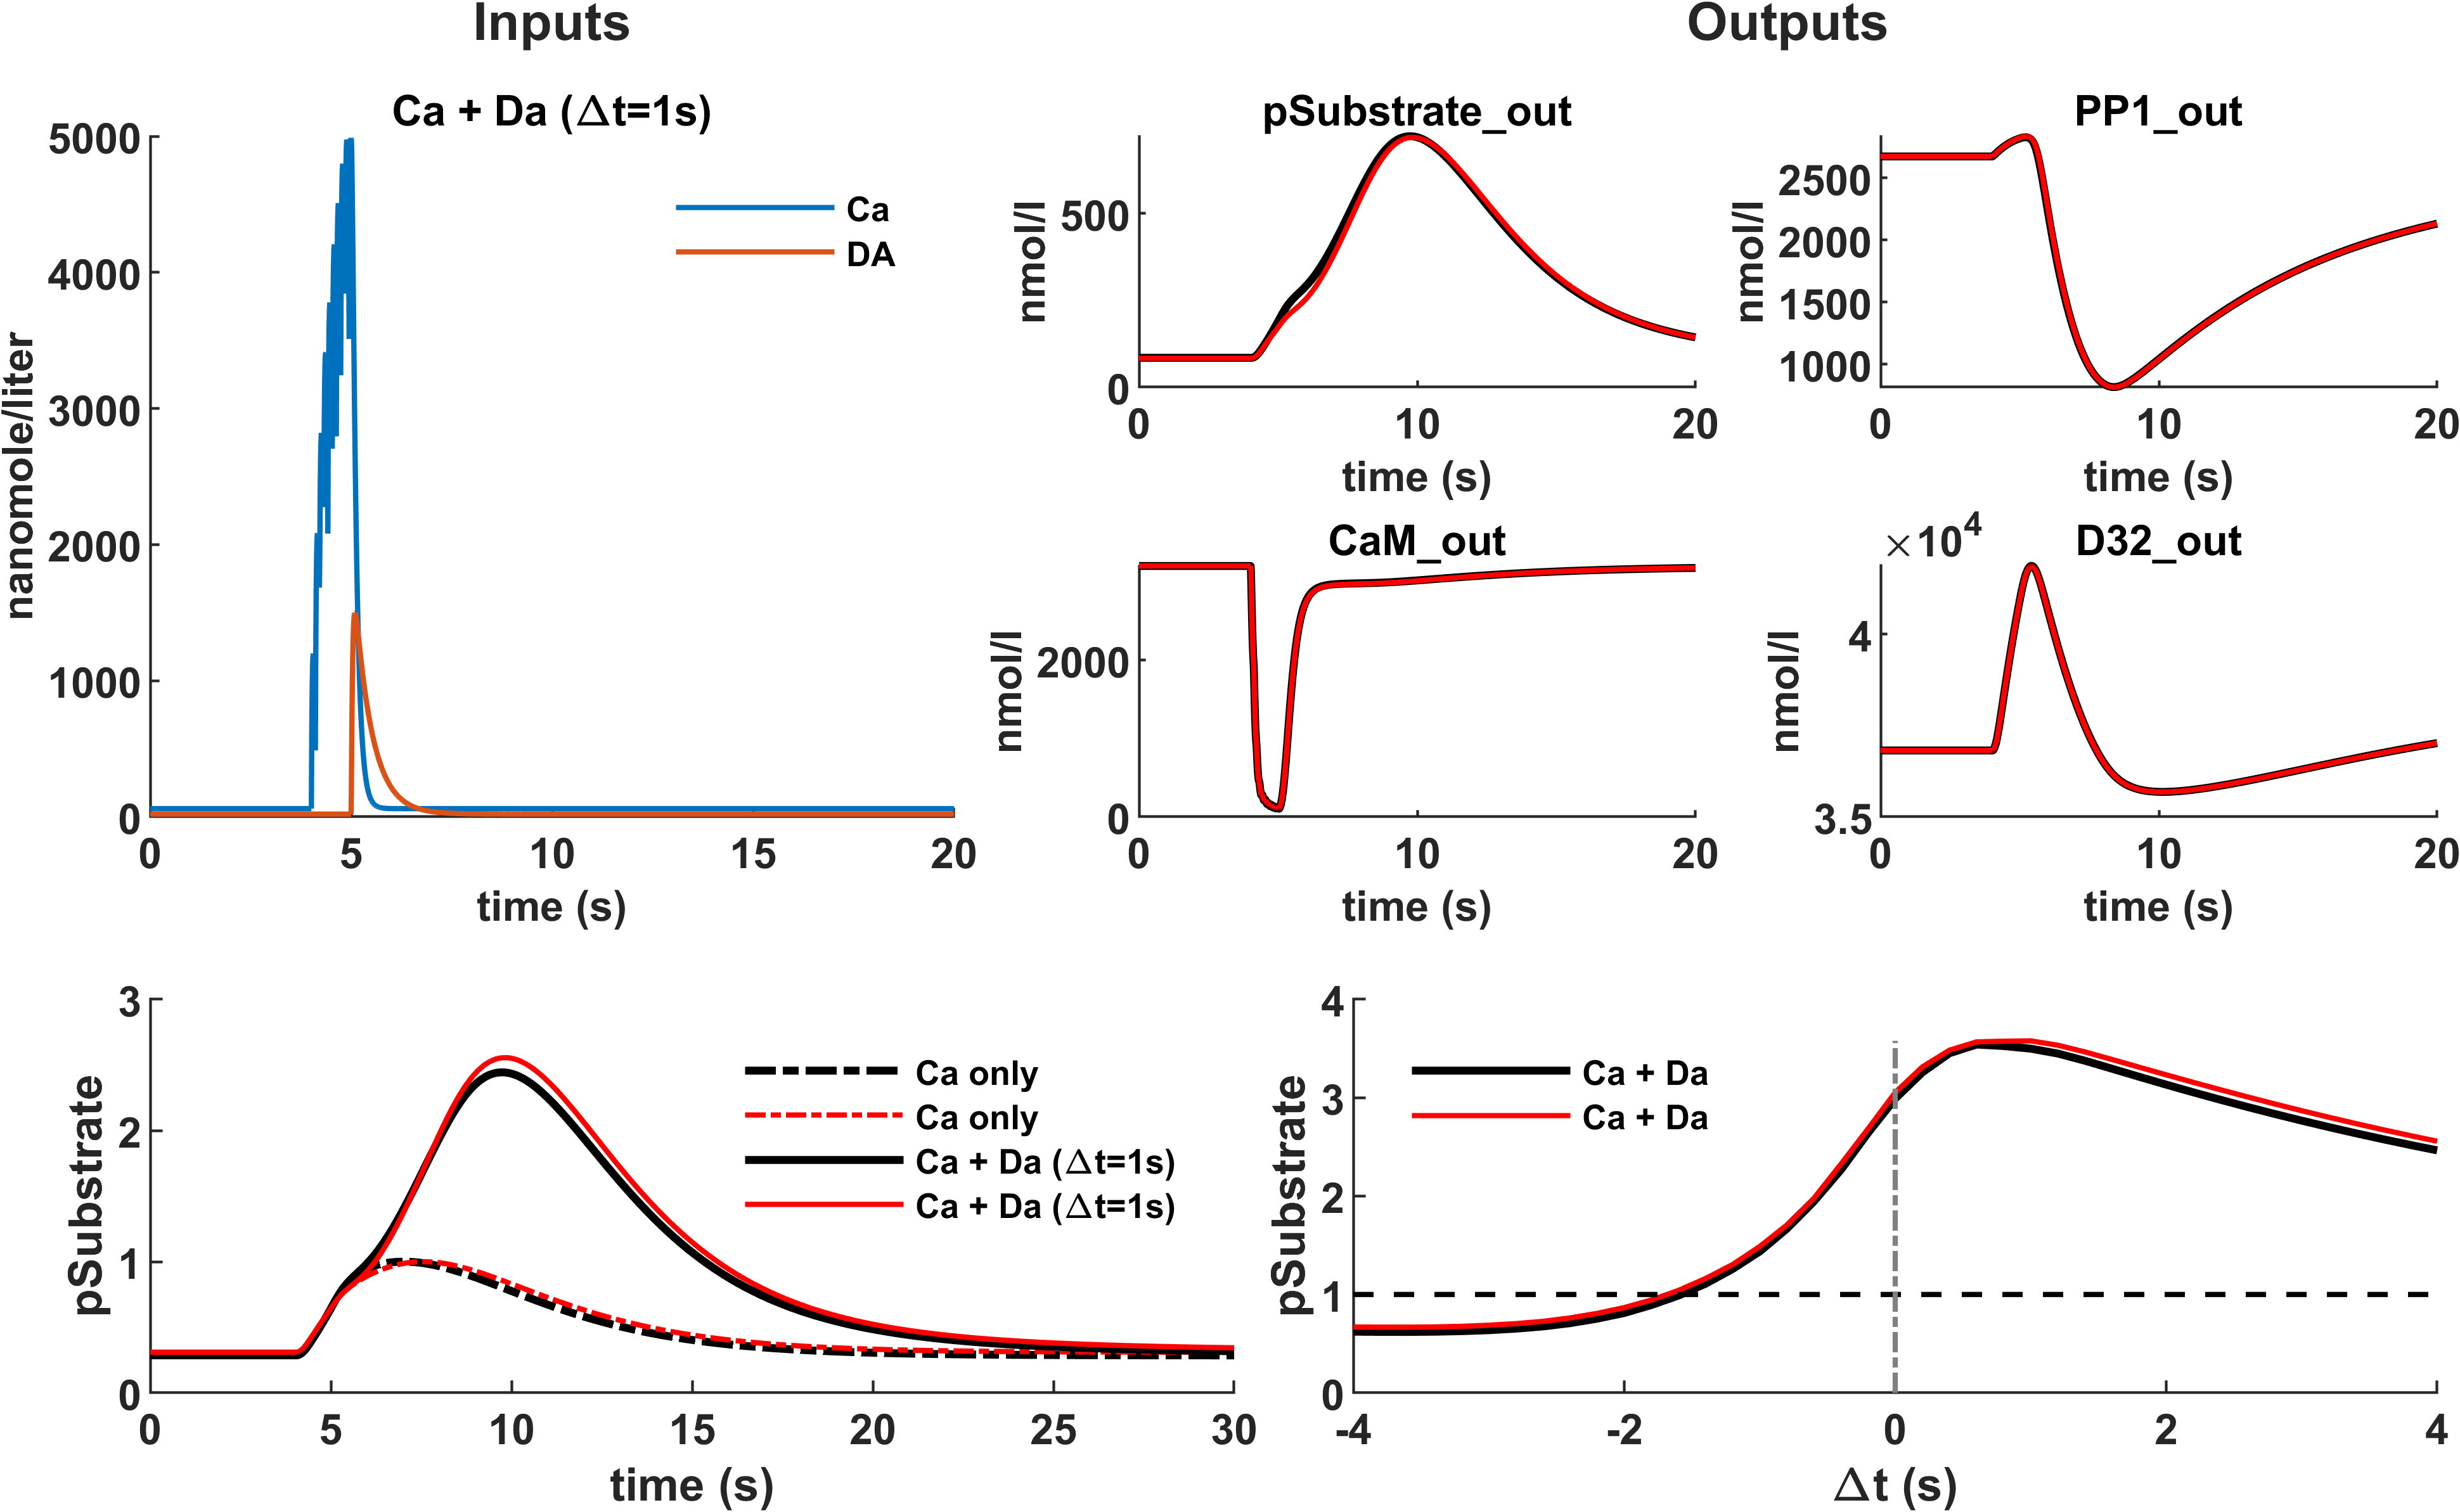 Inputs
Outputs
Ca + Da (Δt=1s)
5000
4000
3000
2000
1000
0
nanomole/liter
Ca
DA
0 5 10 15 20
time (s)
pSubstrate_out
500
0
nmol/l
0 10 20
time (s)
PP1_out
2500
2000
1500
1000
nmol/l
0 10 20
time (s)
CaM_out
2000
0
nmol/l
0 10 20
time (s)
×10⁴
D32_out
4
3.5
nmol/l
0 10 20
time (s)
3
2
1
0
pSubstrate
Ca only
Ca only
Ca + Da (Δt=1s)
Ca + Da (Δt=1s)
0 5 10 15 20 25 30
time (s)
4
3
2
1
0
pSubstrate
Ca + Da
Ca + Da
-4 -2 0 2 4
Δt (s)